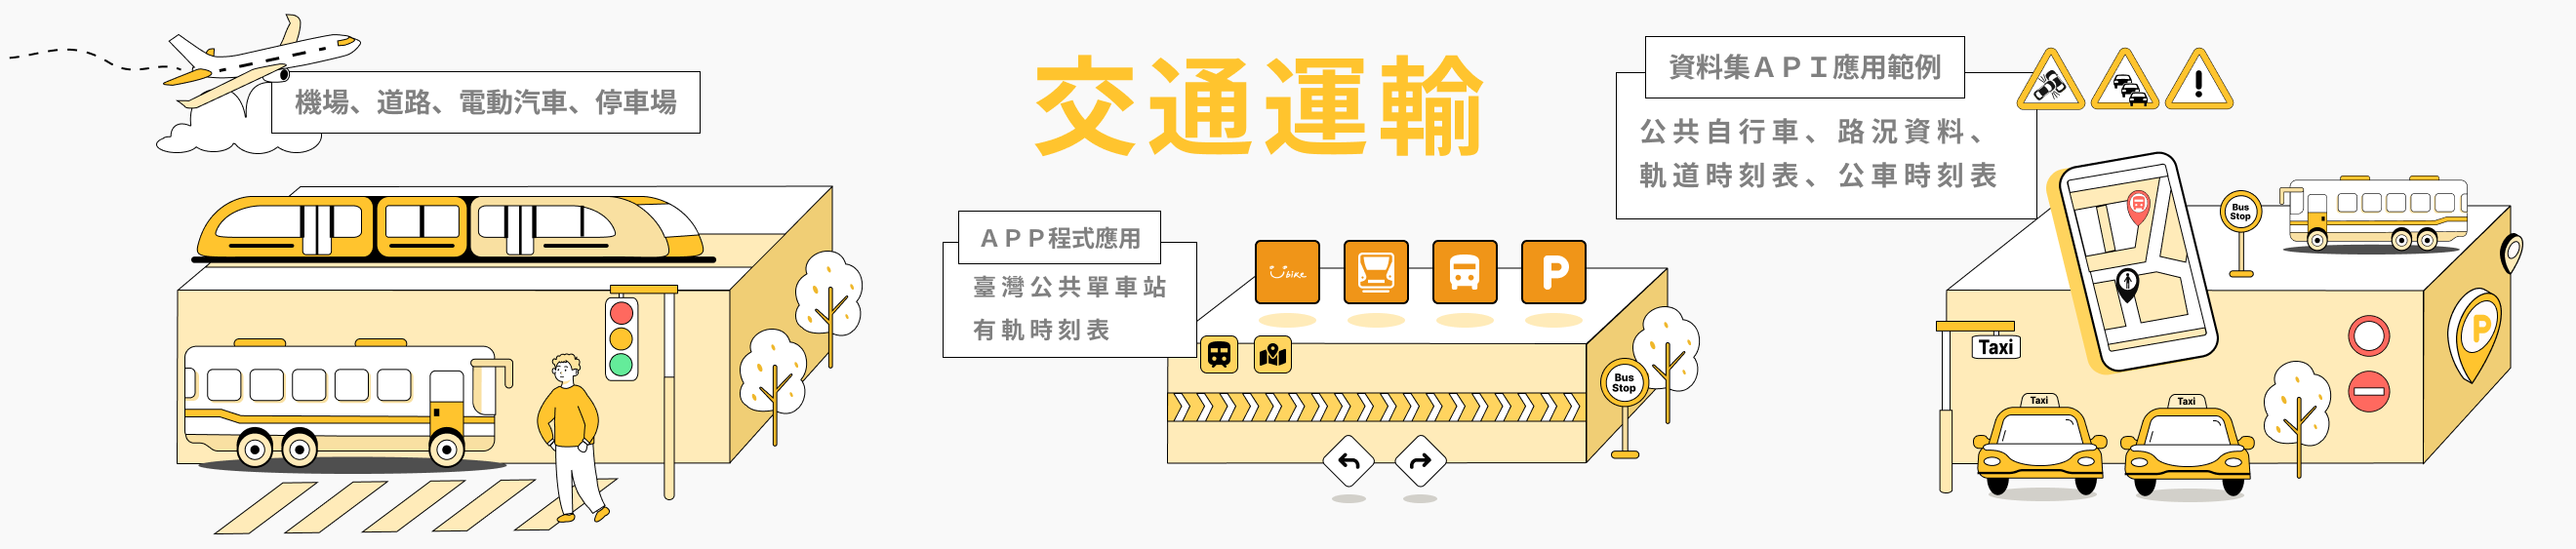 機場、道路、電動汽車、停車場
交通運輸
資料集ＡＰＩ應用範例
公共自行車、路況資料、
軌道時刻表、公車時刻表
ＡＰＰ程式應用
臺灣公共單車站
有軌時刻表
Ubike
P
Bus
Stop
Bus
Stop
P
Taxi
Taxi
Taxi